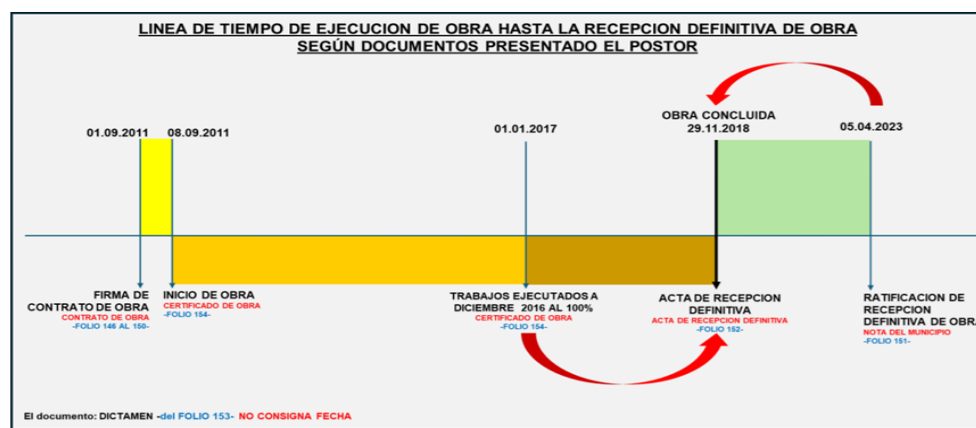 LINEA DE TIEMPO DE EJECUCION DE OBRA HASTA LA RECEPCION DEFINITIVA DE OBRA
SEGÚN DOCUMENTOS PRESENTADO EL POSTOR
01.09.2011
08.09.2011
01.01.2017
OBRA CONCLUIDA
29.11.2018
05.04.2023
FIRMA DE
CONTRATO DE OBRA
CONTRATO DE OBRA
-FOLIO 146 AL 150-
INICIO DE OBRA
CERTIFICADO DE OBRA
-FOLIO 154-
TRABAJOS EJECUTADOS A
DICIEMBRE 2016 AL 100%
CERTIFICADO DE OBRA
-FOLIO 154-
ACTA DE RECEPCION
DEFINITIVA
ACTA DE RECEPCION DEFINITIVA
-FOLIO 152-
RATIFICACION DE
RECEPCION
DEFINITIVA DE OBRA
NOTA DEL MUNICIPIO
-FOLIO 151-
El documento: DICTAMEN -del FOLIO 153- NO CONSIGNA FECHA